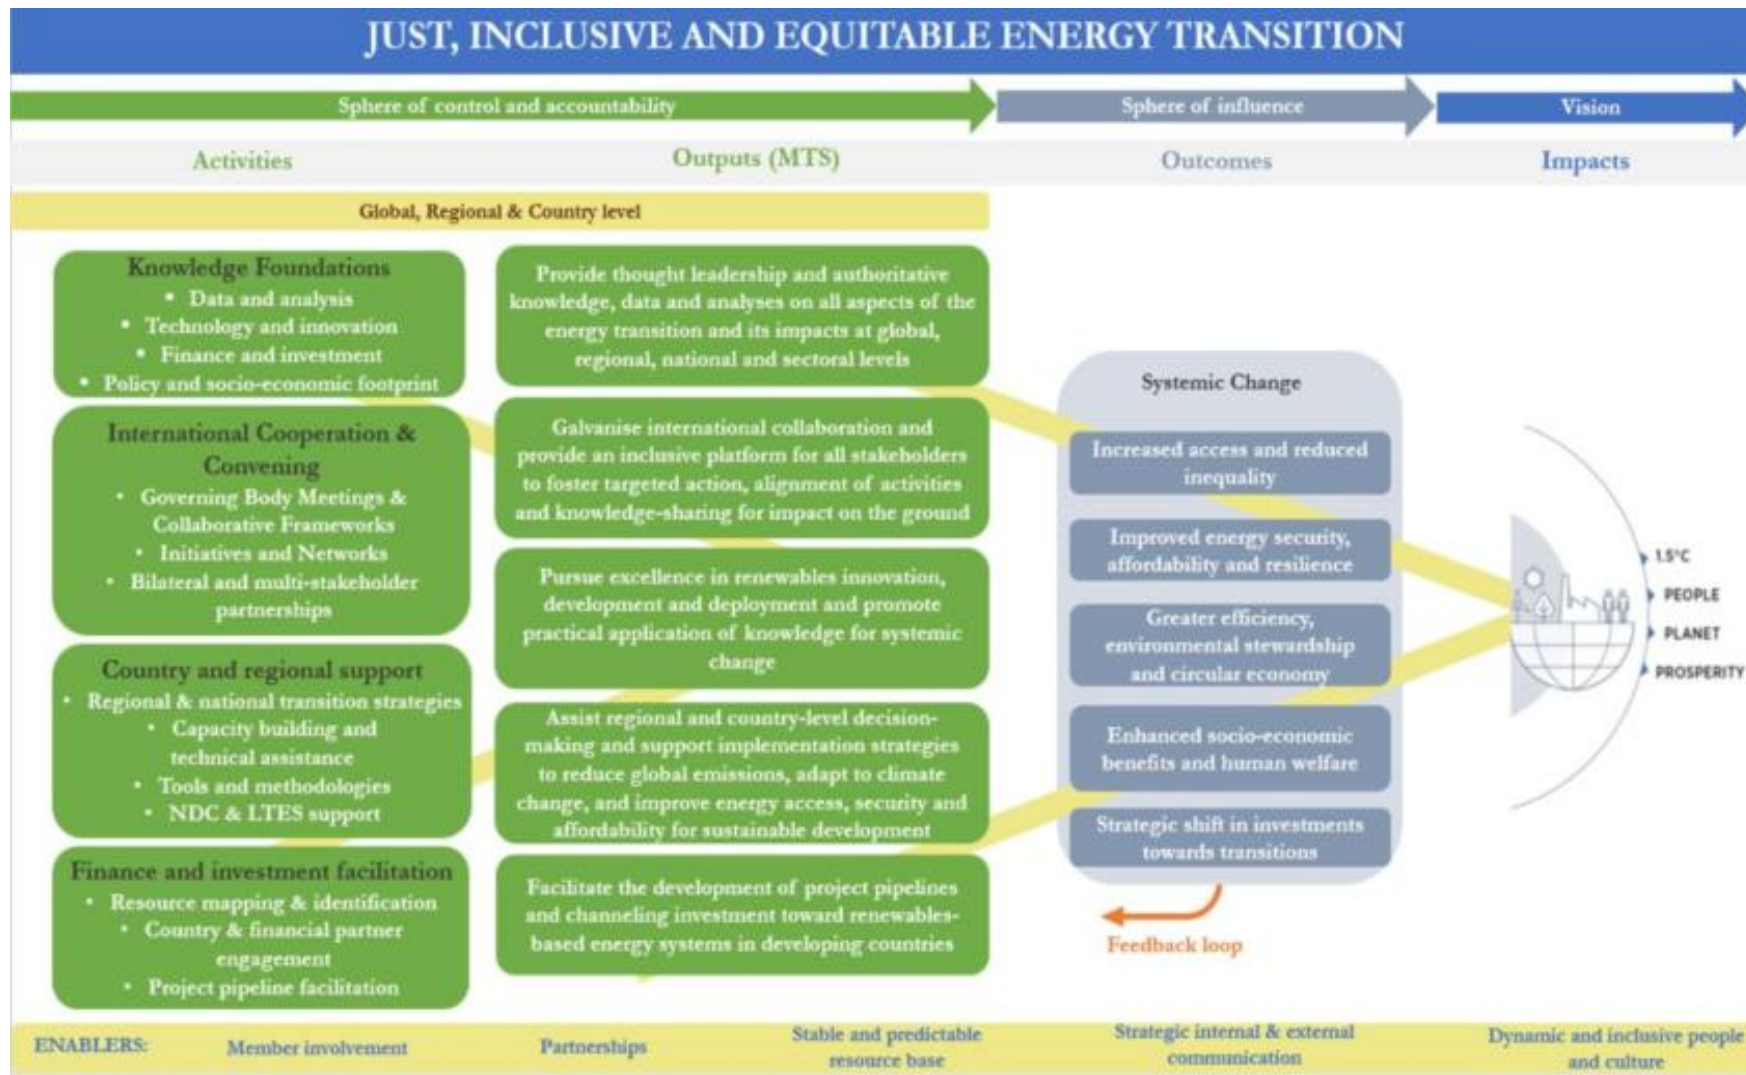 JUST, INCLUSIVE AND EQUITABLE ENERGY TRANSITION
Sphere of control and accountability
Sphere of influence
Vision
Activities
Outputs (MTS)
Outcomes
Impacts
Global, Regional & Country level
Knowledge Foundations
▪ Data and analysis
▪ Technology and innovation
▪ Finance and investment
▪ Policy and socio-economic footprint
International Cooperation &
Convening
• Governing Body Meetings &
Collaborative Frameworks
• Initiatives and Networks
• Bilateral and multi-stakeholder
partnerships
Country and regional support
• Regional & national transition strategies
• Capacity building and
technical assistance
• Tools and methodologies
• NDC & LTES support
Finance and investment facilitation
• Resource mapping & identification
• Country & financial partner
engagement
• Project pipeline facilitation
Provide thought leadership and authoritative
knowledge, data and analyses on all aspects of the
energy transition and its impacts at global,
regional, national and sectoral levels
Galvanise international collaboration and
provide an inclusive platform for all stakeholders
to foster targeted action, alignment of activities
and knowledge-sharing for impact on the ground
Pursue excellence in renewables innovation,
development and deployment and promote
practical application of knowledge for systemic
change
Assist regional and country-level decision-
making and support implementation strategies
to reduce global emissions, adapt to climate
change, and improve energy access, security and
affordability for sustainable development
Facilitate the development of project pipelines
and channeling investment toward renewables-
based energy systems in developing countries
Systemic Change
Increased access and reduced
inequality
Improved energy security,
affordability and resilience
Greater efficiency,
environmental stewardship
and circular economy
Enhanced socio-economic
benefits and human welfare
Strategic shift in investments
towards transitions
Feedback loop
1.5°C
PEOPLE
PLANET
PROSPERITY
ENABLERS:
Member involvement
Partnerships
Stable and predictable
resource base
Strategic internal & external
communication
Dynamic and inclusive people
and culture